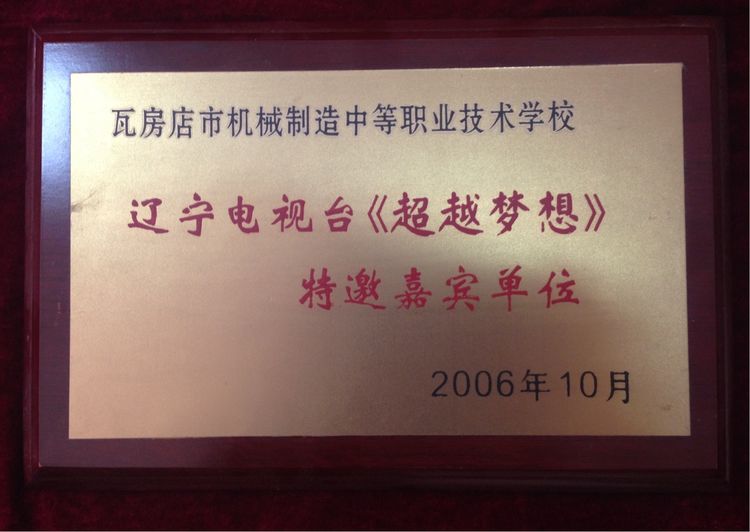 瓦房店市机械制造中等职业技术学校
辽宁电视台《超越梦想》
特邀嘉宾单位
2006年10月